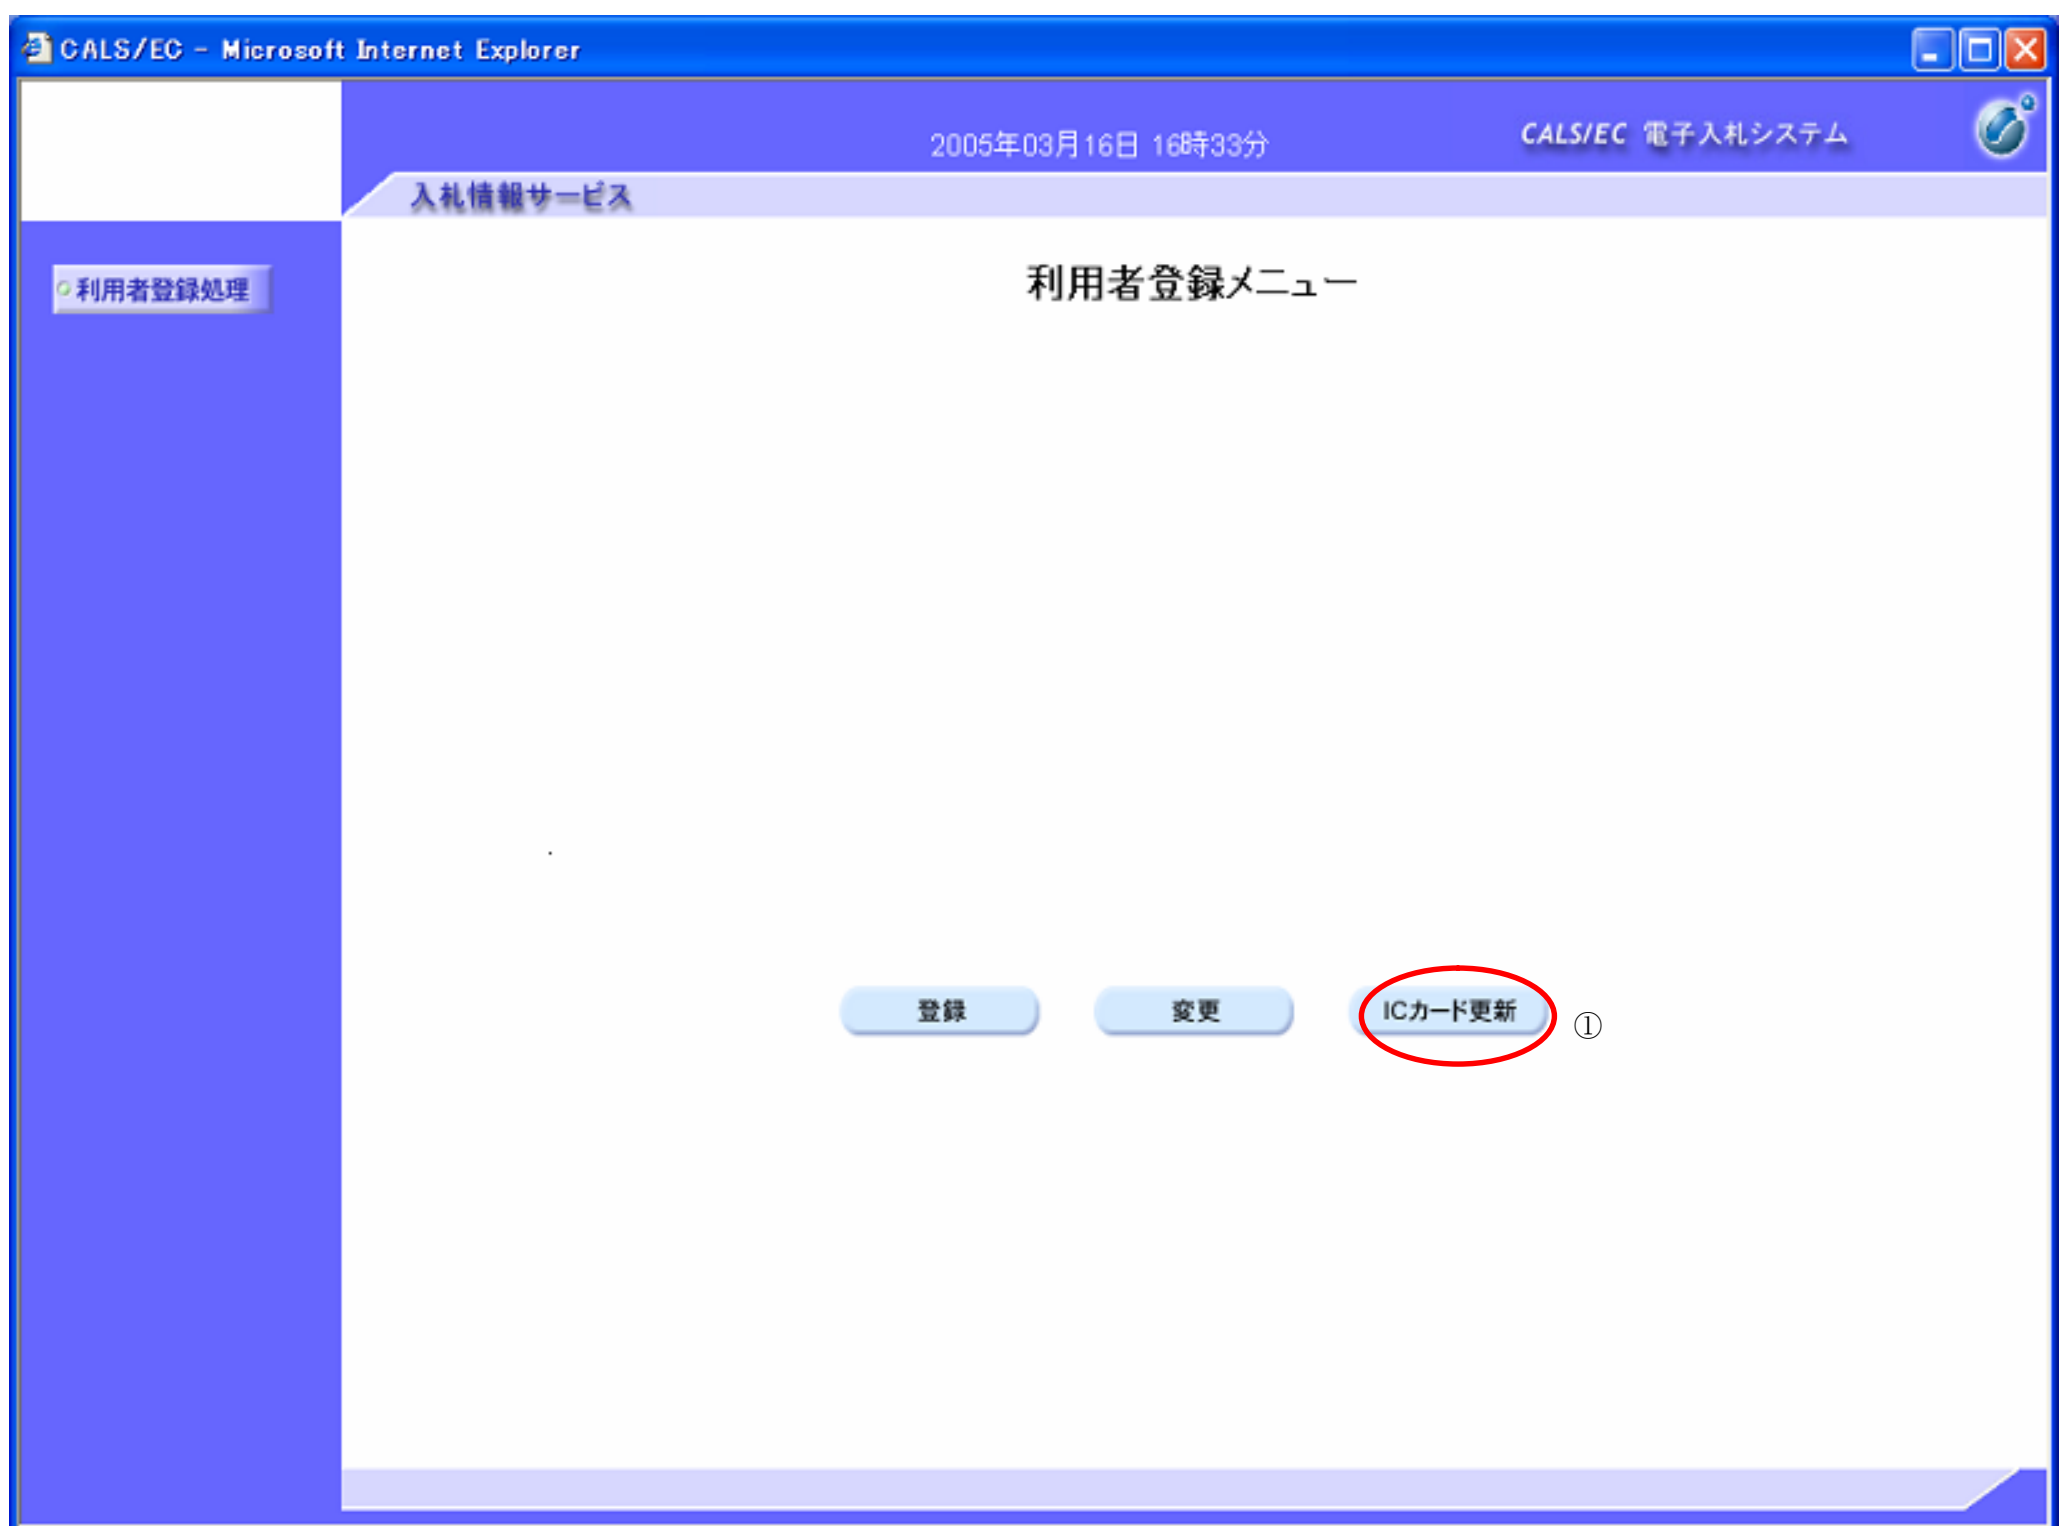 CALS/EC - Microsoft Internet Explorer
2005年03月16日 16時33分
CALS/EC 電子入札システム
入札情報サービス
利用者登録処理
利用者登録メニュー
登録
変更
ICカード更新
①